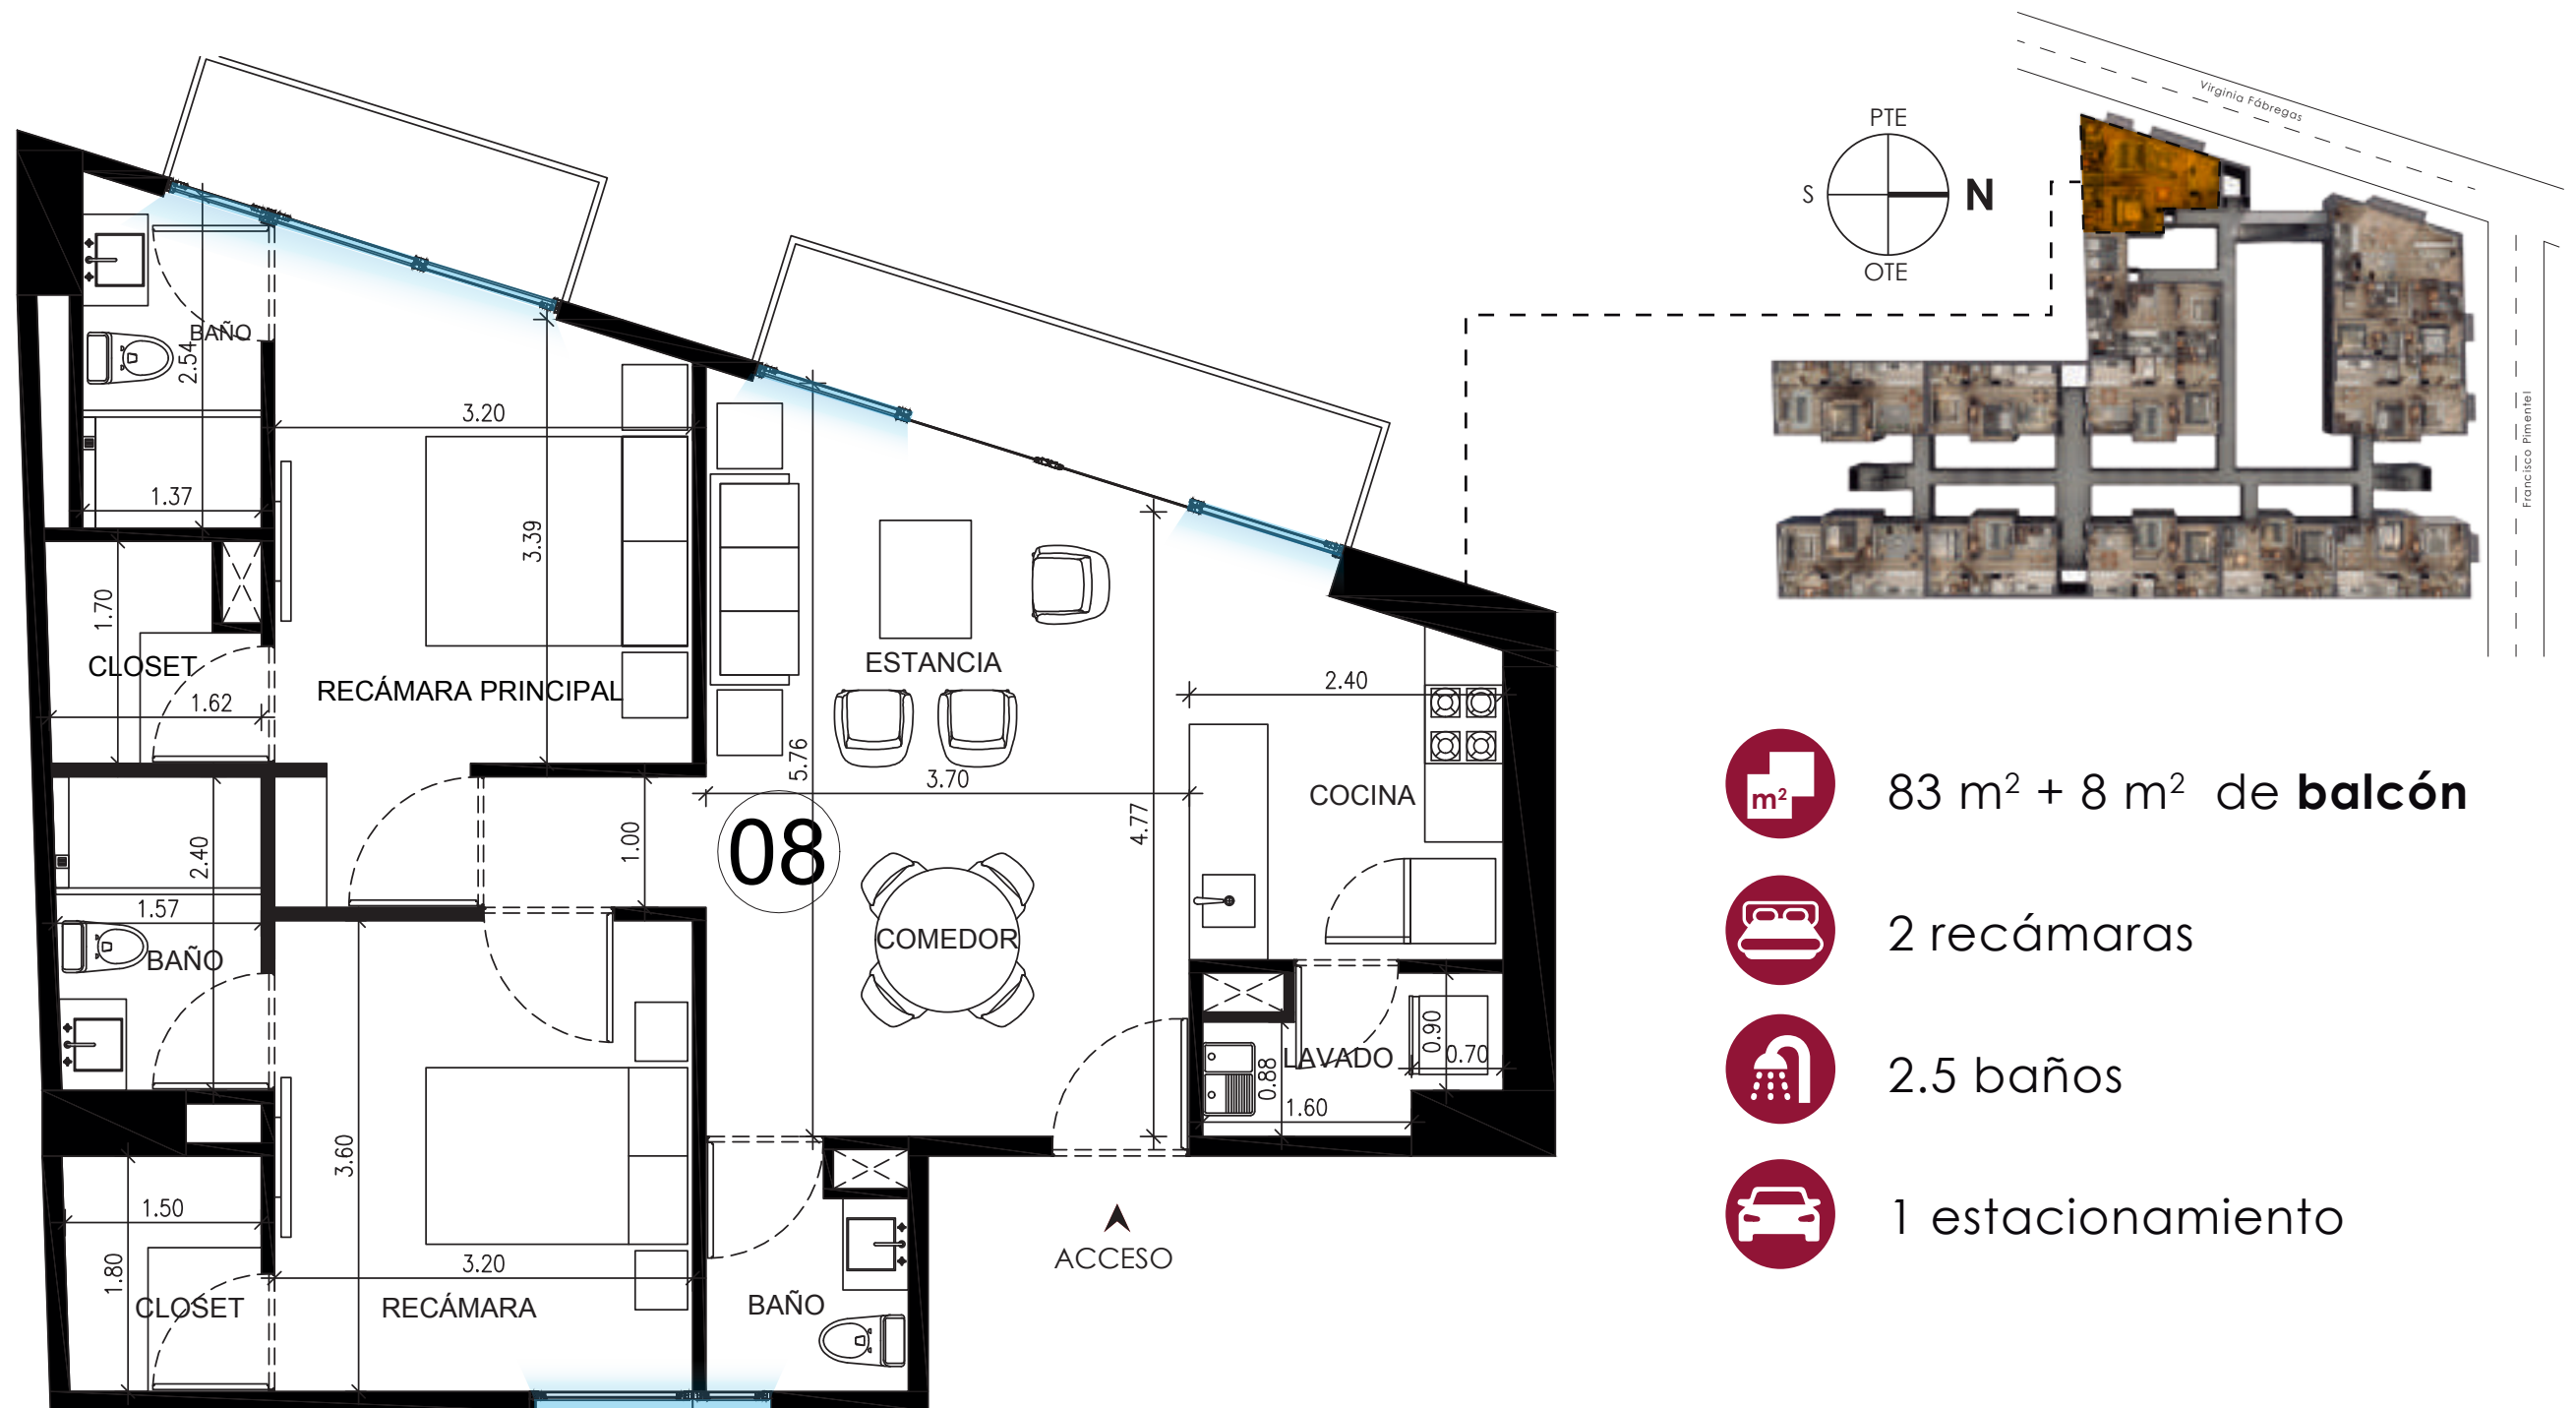 Virginia Fábregas
PTE
S
N
OTE
Francisco Pimentel
BAÑO
2.54
3.20
1.37
3.39
1.70
CLOSET
1.62
RECÁMARA PRINCIPAL
ESTANCIA
2.40
5.76
3.70
COCINA
08
4.77
1.00
2.40
1.57
BAÑO
COMEDOR
0.90
0.70
0.88
LAVADO
1.60
3.60
1.50
1.80
CLOSET
3.20
RECÁMARA
BAÑO
ACCESO
m²
83 m² + 8 m² de balcón
2 recámaras
2.5 baños
1 estacionamiento